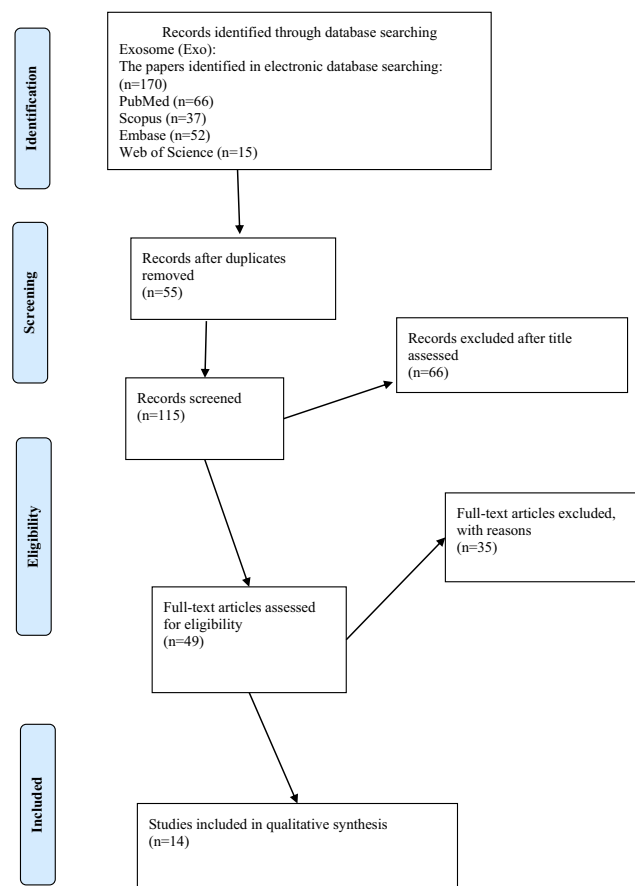 Identification
Records identified through database searching
Exosome (Exo):
The papers identified in electronic database searching:
(n=170)
PubMed (n=66)
Scopus (n=37)
Embase (n=52)
Web of Science (n=15)
Screening
Records after duplicates
removed
(n=55)
Records excluded after title
assessed
(n=66)
Records screened
(n=115)
Eligibility
Full-text articles excluded,
with reasons
(n=35)
Full-text articles assessed
for eligibility
(n=49)
Included
Studies included in qualitative synthesis
(n=14)